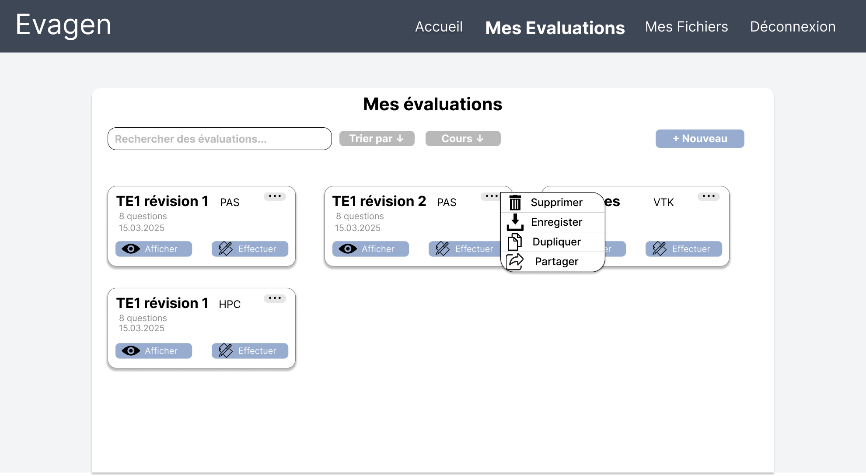 Evagen
Accueil Mes Evaluations Mes Fichiers Déconnexion
Mes évaluations
Rechercher des évaluations...
Trier par ↓
Cours ↓
+ Nouveau
TE1 révision 1 PAS ...
8 questions
15.03.2025
Afficher Effectuer
TE1 révision 2 PAS ...
8 questions
15.03.2025
Afficher Effectuer
Supprimer
Enregister
Dupliquer
Partager
VTK ...
Effectuer
TE1 révision 1 HPC ...
8 questions
15.03.2025
Afficher Effectuer